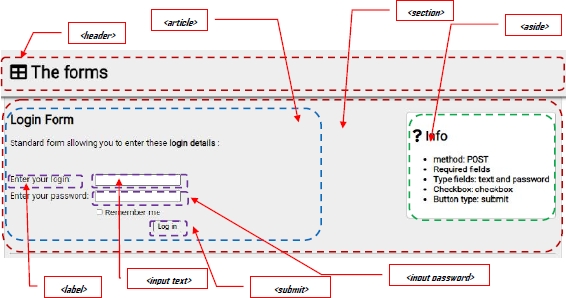 <header>
<article>
<section>
<aside>
The forms
Login Form
Standard form allowing you to enter these login details :
Enter your login:
Enter your password:
Remember me
Log in
? Info
• method: POST
• Required fields
• Type fields: text and password
• Checkbox: checkbox
• Button type: submit
<label>
<input text>
<submit>
<input password>